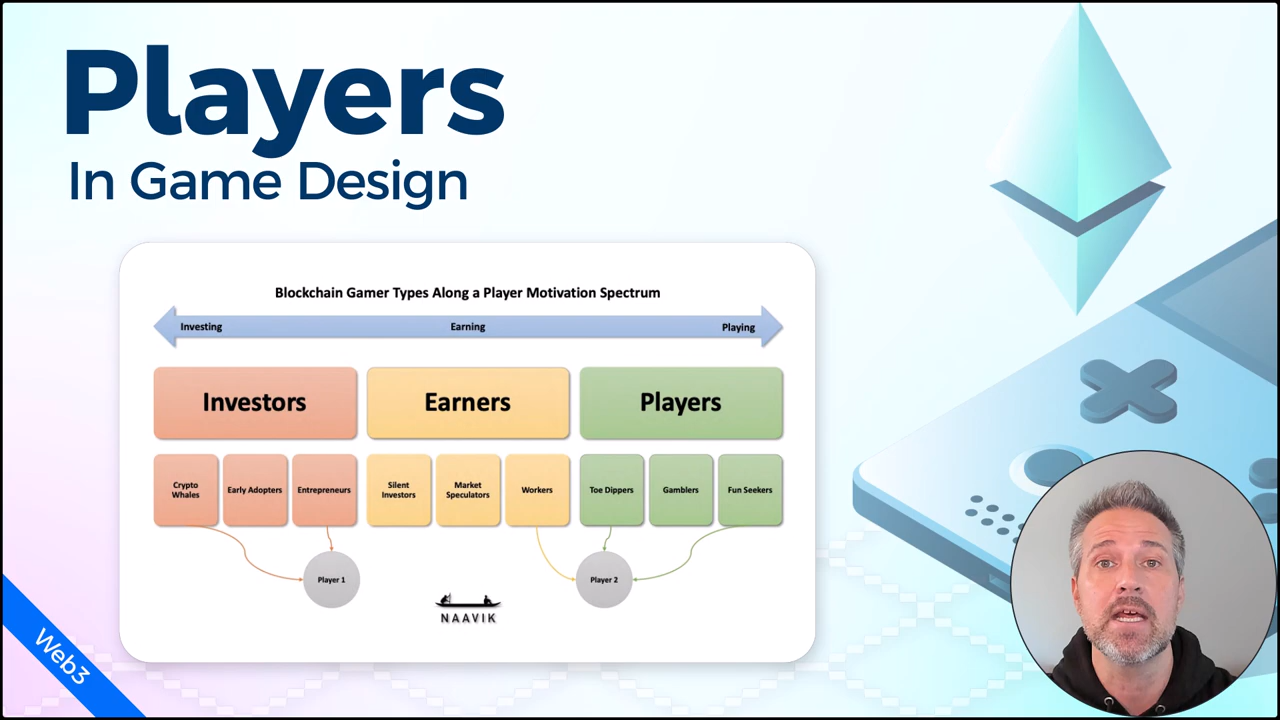 Players
In Game Design
Blockchain Gamer Types Along a Player Motivation Spectrum
Investing Earning Playing
Investors Earners Players
Crypto
Whales
Early Adopters
Entrepreneurs
Silent
Investors
Market
Speculators
Workers
Toe Dippers
Gamblers
Fun Seekers
Player 1
Player 2
NAAVIK
Web3